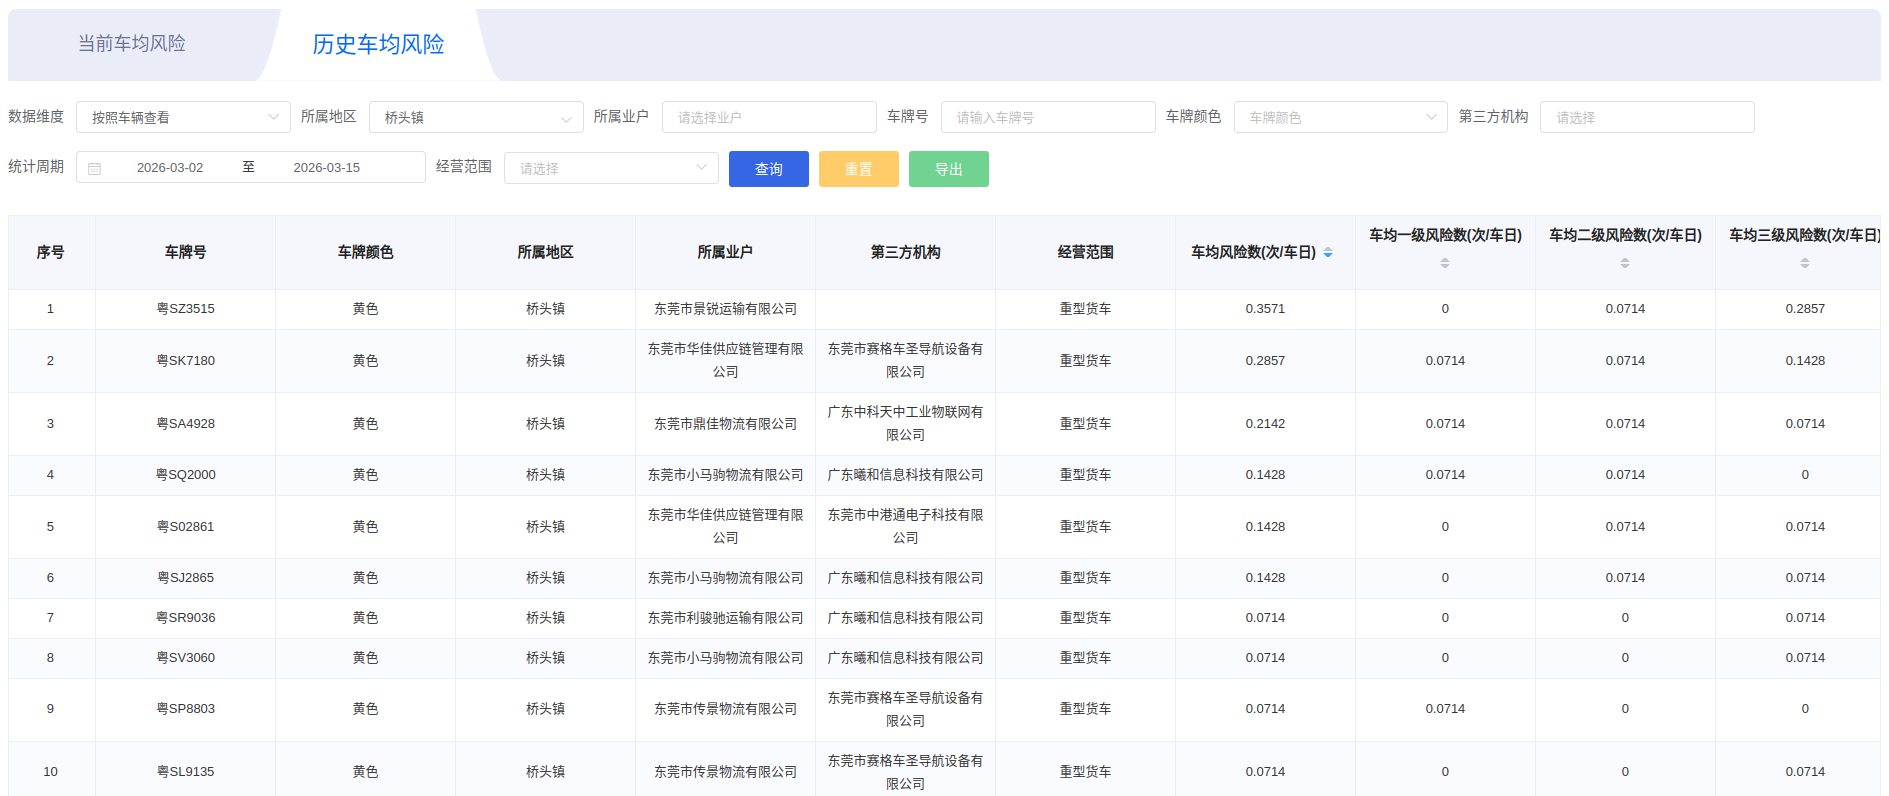 当前车均风险 历史车均风险
数据维度 按照车辆查看 所属地区 桥头镇 所属业户 请选择业户 车牌号 请输入车牌号 车牌颜色 车牌颜色 第三方机构 请选择
统计周期 2026-03-02 至 2026-03-15 经营范围 请选择 查询 重置 导出
序号 车牌号 车牌颜色 所属地区 所属业户 第三方机构 经营范围 车均风险数(次/车日) 车均一级风险数(次/车日) 车均二级风险数(次/车日) 车均三级风险数(次/车日)
1 粤SZ3515 黄色 桥头镇 东莞市景锐运输有限公司 重型货车 0.3571 0 0.0714 0.2857
2 粤SK7180 黄色 桥头镇 东莞市华佳供应链管理有限公司 东莞市赛格车圣导航设备有限公司 重型货车 0.2857 0.0714 0.0714 0.1428
3 粤SA4928 黄色 桥头镇 东莞市鼎佳物流有限公司 广东中科天中工业物联网有限公司 重型货车 0.2142 0.0714 0.0714 0.0714
4 粤SQ2000 黄色 桥头镇 东莞市小马驹物流有限公司 广东曦和信息科技有限公司 重型货车 0.1428 0.0714 0.0714 0
5 粤S02861 黄色 桥头镇 东莞市华佳供应链管理有限公司 东莞市中港通电子科技有限公司 重型货车 0.1428 0 0.0714 0.0714
6 粤SJ2865 黄色 桥头镇 东莞市小马驹物流有限公司 广东曦和信息科技有限公司 重型货车 0.1428 0 0.0714 0.0714
7 粤SR9036 黄色 桥头镇 东莞市利骏驰运输有限公司 广东曦和信息科技有限公司 重型货车 0.0714 0 0 0.0714
8 粤SV3060 黄色 桥头镇 东莞市小马驹物流有限公司 广东曦和信息科技有限公司 重型货车 0.0714 0 0 0.0714
9 粤SP8803 黄色 桥头镇 东莞市传景物流有限公司 东莞市赛格车圣导航设备有限公司 重型货车 0.0714 0.0714 0 0
10 粤SL9135 黄色 桥头镇 东莞市传景物流有限公司 东莞市赛格车圣导航设备有限公司 重型货车 0.0714 0 0 0.0714